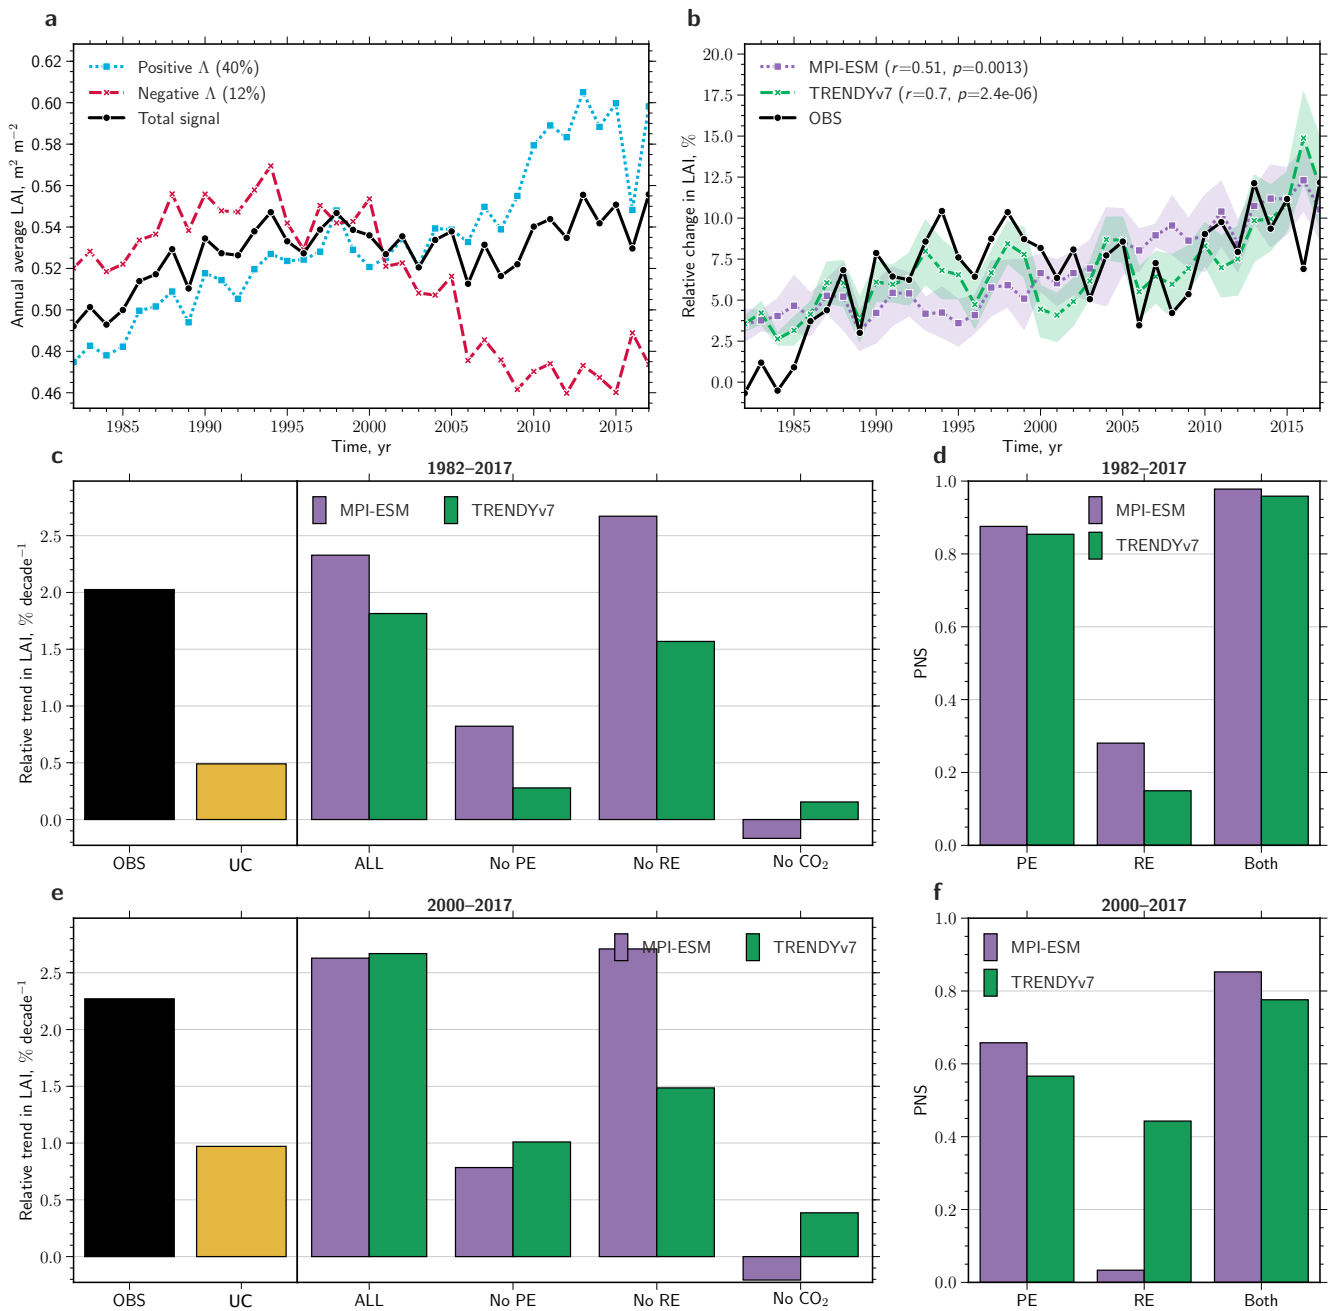 a
Annual average LAI, m² m⁻²
0.62
0.60
0.58
0.56
0.54
0.52
0.50
0.48
0.46
Positive Λ (40%)
Negative Λ (12%)
Total signal
1985 1990 1995 2000 2005 2010 2015
Time, yr
b
Relative change in LAI, %
20.0
17.5
15.0
12.5
10.0
7.5
5.0
2.5
0.0
MPI-ESM (r=0.51, p=0.0013)
TRENDYv7 (r=0.7, p=2.4e-06)
OBS
1985 1990 1995 2000 2005 2010 2015
Time, yr
c
1982–2017
Relative trend in LAI, % decade⁻¹
2.5
2.0
1.5
1.0
0.5
0.0
MPI-ESM TRENDYv7
OBS UC ALL No PE No RE No CO₂
d
1982–2017
PNS
1.0
0.8
0.6
0.4
0.2
0.0
MPI-ESM
TRENDYv7
PE RE Both
e
2000–2017
Relative trend in LAI, % decade⁻¹
2.5
2.0
1.5
1.0
0.5
0.0
MPI-ESM TRENDYv7
OBS UC ALL No PE No RE No CO₂
f
2000–2017
PNS
1.0
0.8
0.6
0.4
0.2
0.0
MPI-ESM
TRENDYv7
PE RE Both